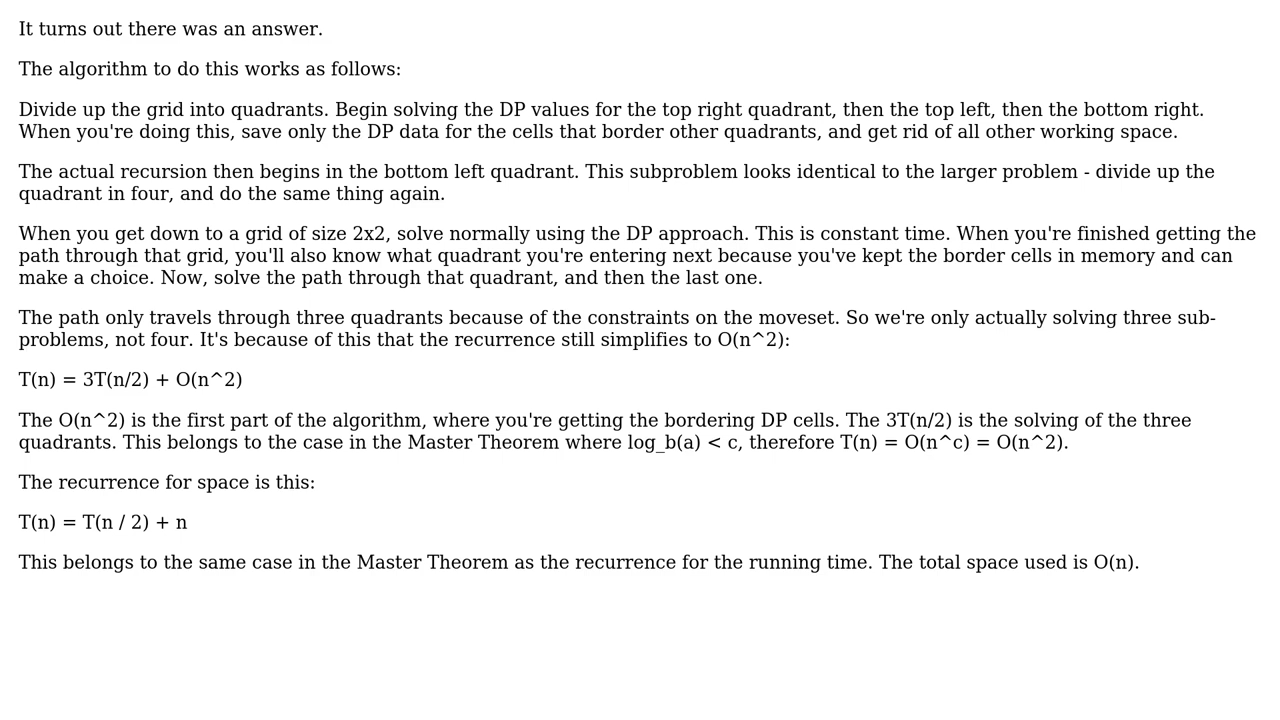 It turns out there was an answer.
The algorithm to do this works as follows:
Divide up the grid into quadrants. Begin solving the DP values for the top right quadrant, then the top left, then the bottom right.
When you're doing this, save only the DP data for the cells that border other quadrants, and get rid of all other working space.
The actual recursion then begins in the bottom left quadrant. This subproblem looks identical to the larger problem - divide up the
quadrant in four, and do the same thing again.
When you get down to a grid of size 2x2, solve normally using the DP approach. This is constant time. When you're finished getting the
path through that grid, you'll also know what quadrant you're entering next because you've kept the border cells in memory and can
make a choice. Now, solve the path through that quadrant, and then the last one.
The path only travels through three quadrants because of the constraints on the moveset. So we're only actually solving three sub-
problems, not four. It's because of this that the recurrence still simplifies to O(n^2):
T(n) = 3T(n/2) + O(n^2)
The O(n^2) is the first part of the algorithm, where you're getting the bordering DP cells. The 3T(n/2) is the solving of the three
quadrants. This belongs to the case in the Master Theorem where log_b(a) < c, therefore T(n) = O(n^c) = O(n^2).
The recurrence for space is this:
T(n) = T(n / 2) + n
This belongs to the same case in the Master Theorem as the recurrence for the running time. The total space used is O(n).